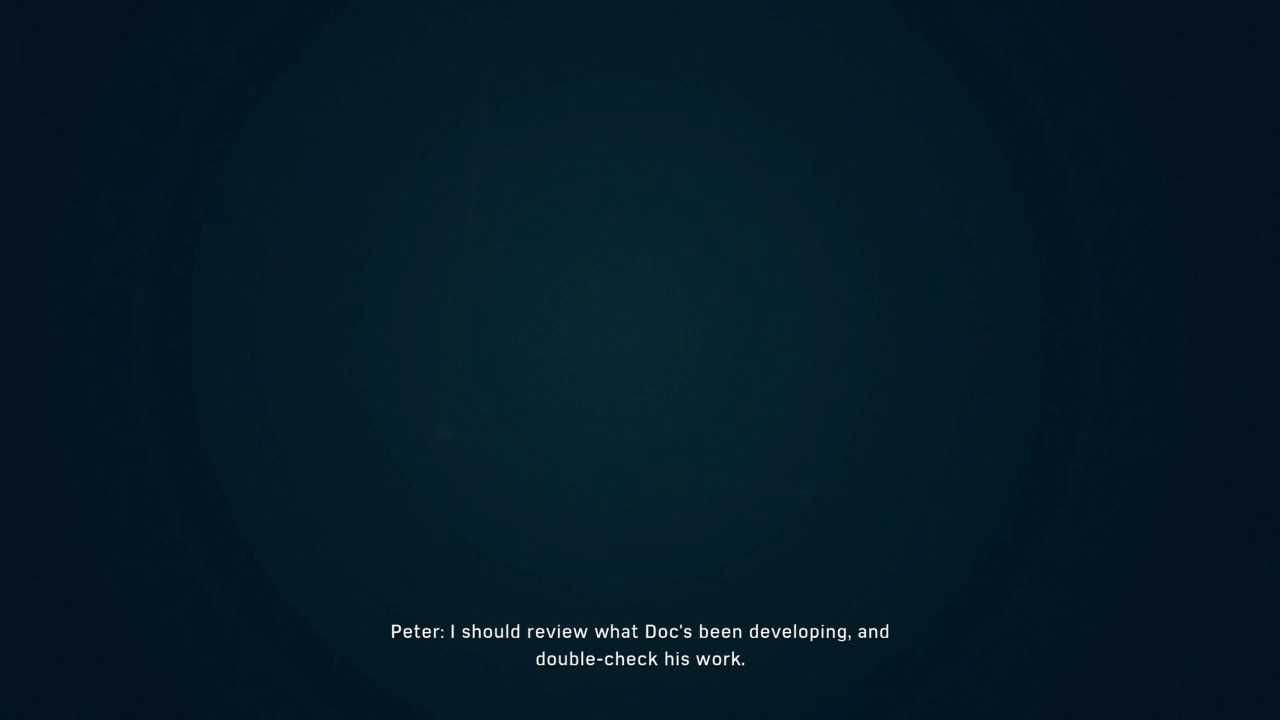 Peter: I should review what Doc's been developing, and
double-check his work.